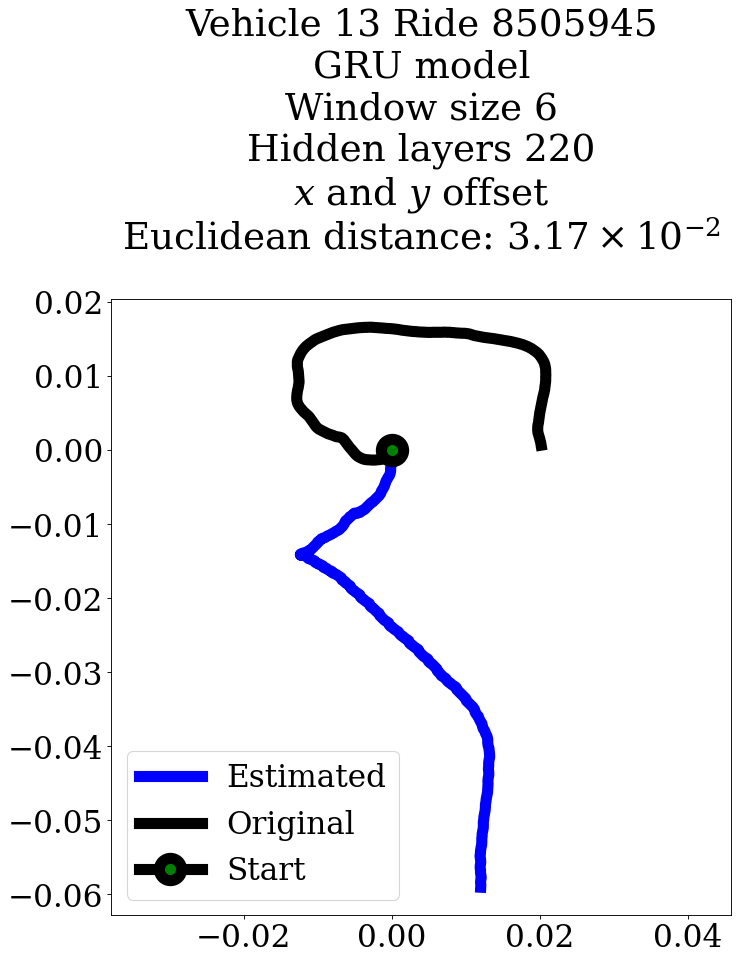 Vehicle 13 Ride 8505945
GRU model
Window size 6
Hidden layers 220
x and y offset
Euclidean distance: 3.17 × 10⁻²
0.02
0.01
0.00
−0.01
−0.02
−0.03
−0.04
−0.05
−0.06
Estimated
Original
Start
−0.02 0.00 0.02 0.04